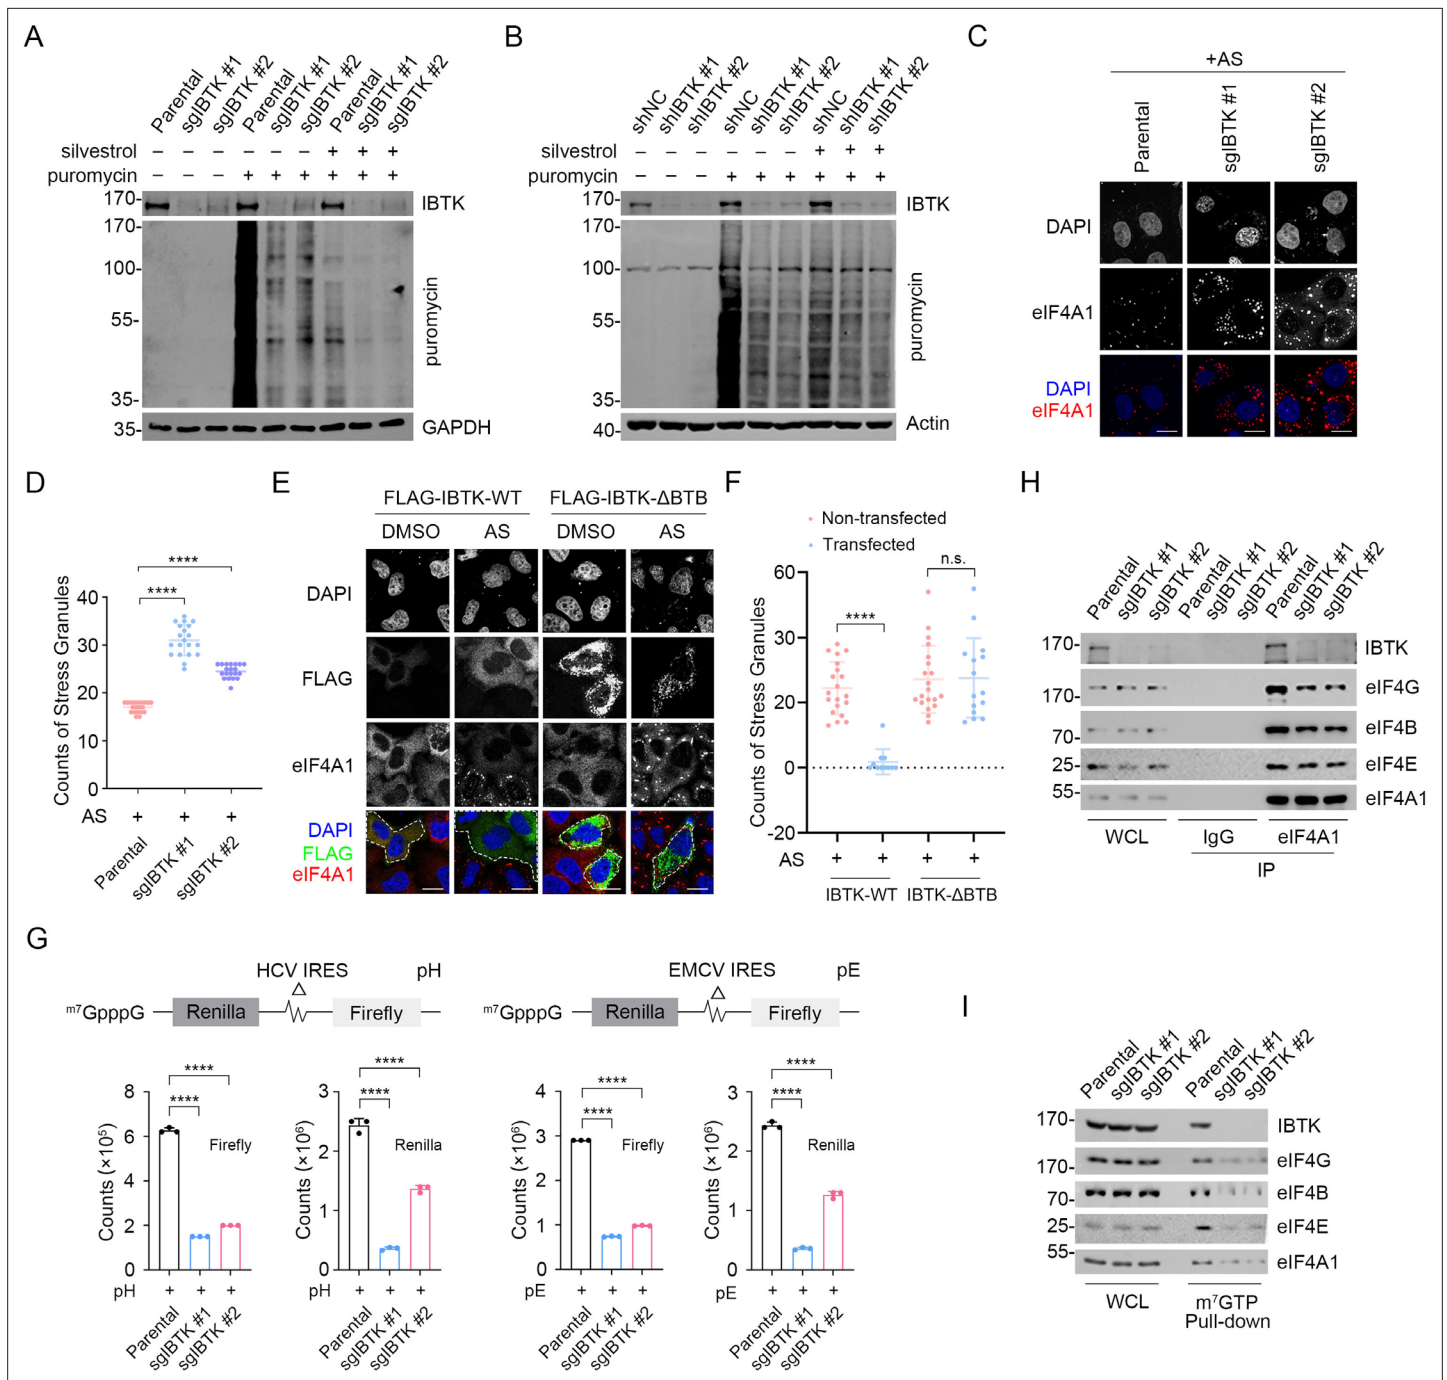 A
Parental
sgIBTK #1
sgIBTK #2
Parental
sgIBTK #1
sgIBTK #2
Parental
sgIBTK #1
sgIBTK #2
silvestrol – – – – – – + + +
puromycin – – – + + + + + +
170-
IBTK
170-
100-
55-
35-
puromycin
35-
GAPDH
B
shNC
shIBTK #1
shIBTK #2
shNC
shIBTK #1
shIBTK #2
shNC
shIBTK #1
shIBTK #2
silvestrol – – – – – – + + +
puromycin – – – + + + + + +
170-
IBTK
170-
100-
55-
35-
puromycin
40-
Actin
C
+AS
Parental
sgIBTK #1
sgIBTK #2
DAPI
eIF4A1
DAPI
eIF4A1
D
Counts of Stress Granules
40
30
20
10
0
****
****
AS + + +
Parental
sgIBTK #1
sgIBTK #2
E
FLAG-IBTK-WT FLAG-IBTK-ΔBTB
DMSO AS DMSO AS
DAPI
FLAG
eIF4A1
DAPI
FLAG
eIF4A1
F
Non-transfected
Transfected
Counts of Stress Granules
60
30
20
0
-20
****
n.s.
AS + + + +
IBTK-WT IBTK-ΔBTB
H
Parental
sgIBTK #1
sgIBTK #2
Parental
sgIBTK #1
sgIBTK #2
Parental
sgIBTK #1
sgIBTK #2
170-
IBTK
170-
eIF4G
70-
eIF4B
25-
eIF4E
55-
eIF4A1
WCL IgG eIF4A1
IP
G
HCV IRES pH
m7GpppG Renilla Firefly
EMCV IRES pE
m7GpppG Renilla Firefly
Counts (×10⁵)
8
6
4
2
0
****
****
Firefly
pH + + +
Parental
sgIBTK #1
sgIBTK #2
Counts (×10⁶)
3
2
1
0
****
****
Renilla
pH + + +
Parental
sgIBTK #1
sgIBTK #2
Counts (×10⁶)
4
3
2
1
0
****
****
Firefly
pE + + +
Parental
sgIBTK #1
sgIBTK #2
Counts (×10⁶)
3
2
1
0
****
****
Renilla
pE + + +
Parental
sgIBTK #1
sgIBTK #2
I
Parental
sgIBTK #1
sgIBTK #2
Parental
sgIBTK #1
sgIBTK #2
170-
IBTK
170-
eIF4G
70-
eIF4B
25-
eIF4E
55-
eIF4A1
WCL m⁷GTP
Pull-down